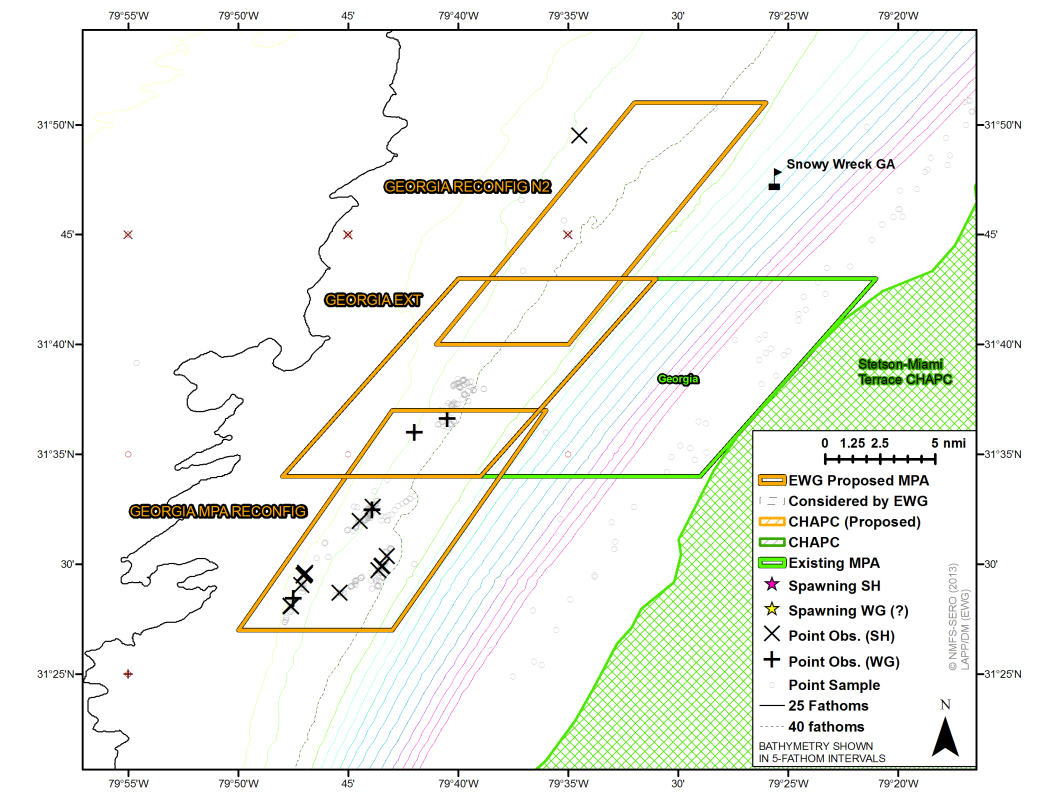 79°55'W 79°50'W 45' 79°40'W 79°35'W 30' 79°25'W 79°20'W
31°50'N 31°50'N
Snowy Wreck GA
GEORGIA RECONFIG N2
45' 45'
GEORGIA EXT
31°40'N 31°40'N
Stetson-Miami
Terrace CHAPC
Georgia
0 1.25 2.5 5 nmi
31°35'N 31°35'N
EWG Proposed MPA
Considered by EWG
GEORGIA MPA RECONFIG
CHAPC (Proposed)
CHAPC
30' 30'
Existing MPA
Spawning SH
Spawning WG (?)
Point Obs. (SH)
Point Obs. (WG)
31°25'N 31°25'N
Point Sample
25 Fathoms
40 fathoms
N
BATHYMETRY SHOWN
IN 5-FATHOM INTERVALS
© NMFS-SERO (2013)
LAPP/DM (EWG)
79°55'W 79°50'W 45' 79°40'W 79°35'W 30' 79°25'W 79°20'W